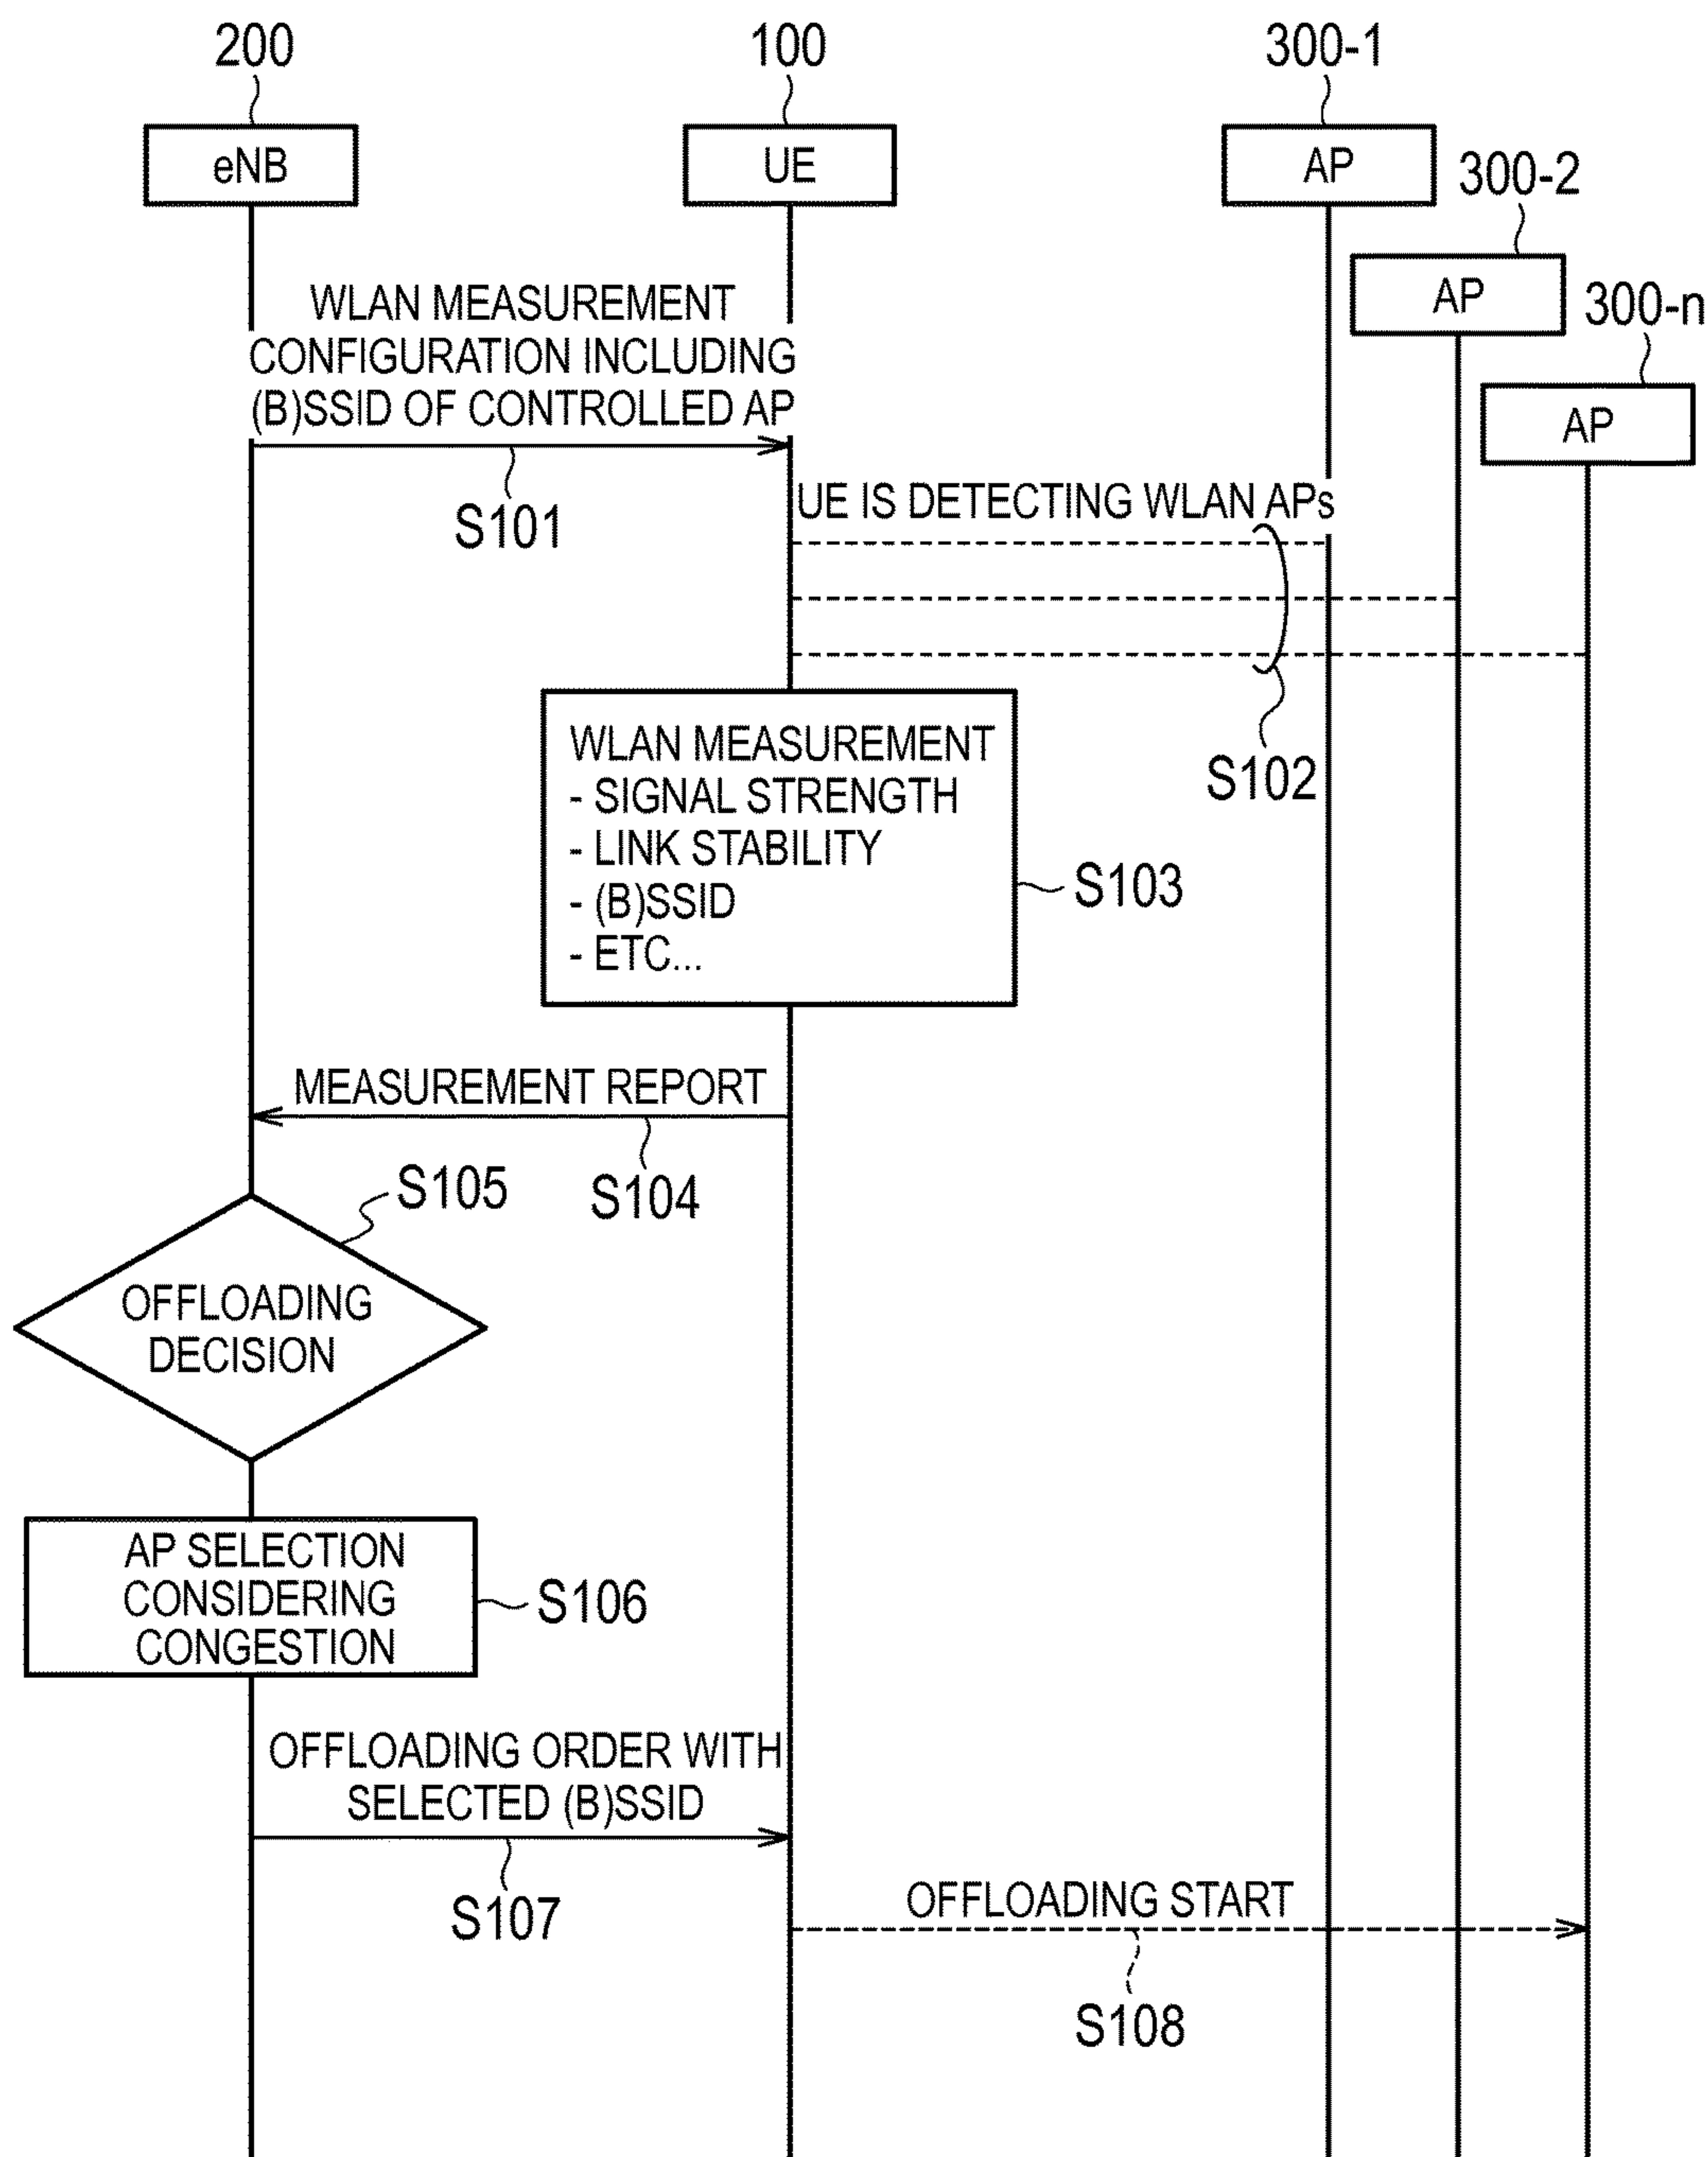 200
100
300-1
eNB
UE
AP
300-2
AP
300-n
AP
WLAN MEASUREMENT
CONFIGURATION INCLUDING
(B)SSID OF CONTROLLED AP
S101
UE IS DETECTING WLAN APs
S102
WLAN MEASUREMENT
- SIGNAL STRENGTH
- LINK STABILITY
- (B)SSID
- ETC...
S103
MEASUREMENT REPORT
S104
S105
OFFLOADING
DECISION
AP SELECTION
CONSIDERING
CONGESTION
S106
OFFLOADING ORDER WITH
SELECTED (B)SSID
S107
OFFLOADING START
S108